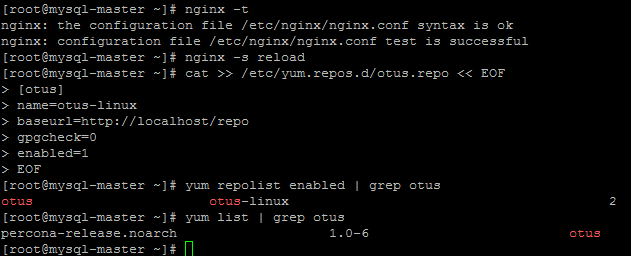 [root@mysql-master ~]# nginx -t
nginx: the configuration file /etc/nginx/nginx.conf syntax is ok
nginx: configuration file /etc/nginx/nginx.conf test is successful
[root@mysql-master ~]# nginx -s reload
[root@mysql-master ~]# cat >> /etc/yum.repos.d/otus.repo << EOF
> [otus]
> name=otus-linux
> baseurl=http://localhost/repo
> gpgcheck=0
> enabled=1
> EOF
[root@mysql-master ~]# yum repolist enabled | grep otus
otus                      otus-linux                                        2
[root@mysql-master ~]# yum list | grep otus
percona-release.noarch                   1.0-6                         otus
[root@mysql-master ~]#